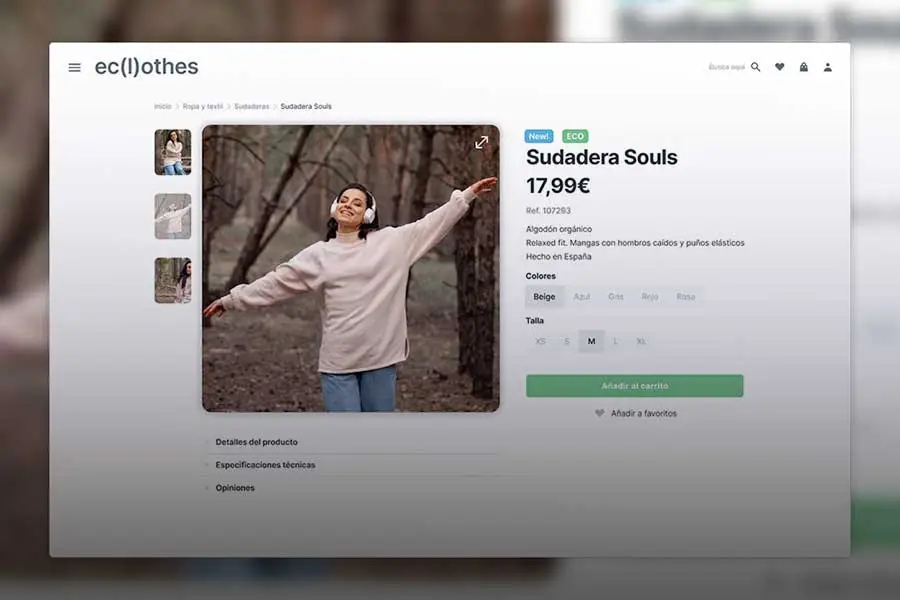 ec(l)othes
Busca aquí
Inicio > Ropa y textil > Sudaderas > Sudadera Souls
New! ECO
Sudadera Souls
17,99€
Ref. 107293
Algodón orgánico
Relaxed fit. Mangas con hombros caídos y puños elásticos
Hecho en España
Colores
Beige Azul Gris Rojo Rosa
Talla
XS S M L XL
Añadir al carrito
Añadir a favoritos
Detalles del producto
Especificaciones técnicas
Opiniones